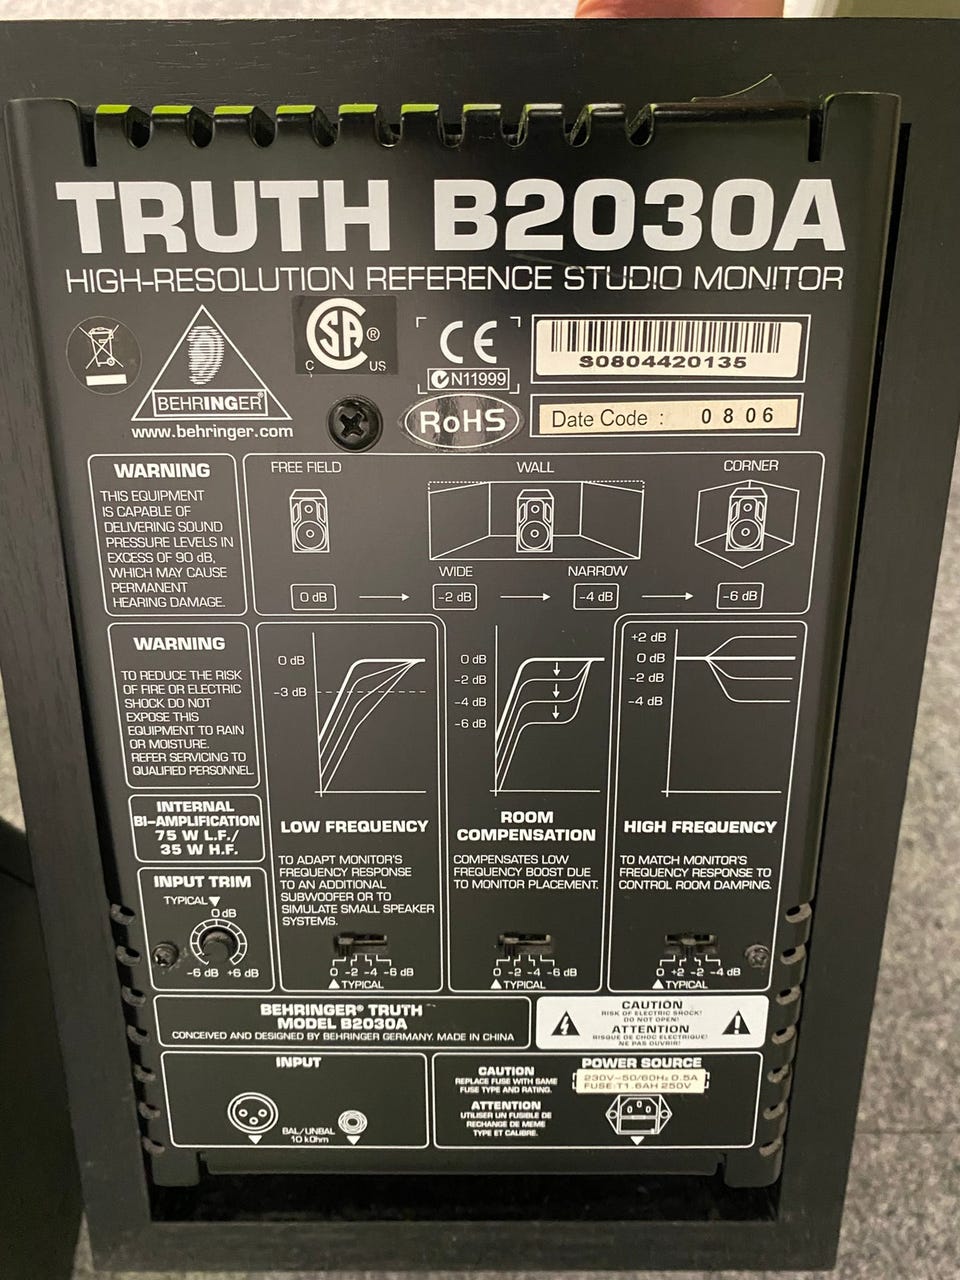 TRUTH B2030A
HIGH-RESOLUTION REFERENCE STUDIO MONITOR
BEHRINGER®
www.behringer.com
C SA ® US
CE
N11999
RoHS
S0804420135
Date Code : 0806
WARNING
THIS EQUIPMENT
IS CAPABLE OF
DELIVERING SOUND
PRESSURE LEVELS IN
EXCESS OF 90 dB,
WHICH MAY CAUSE
PERMANENT
HEARING DAMAGE.
FREE FIELD WALL CORNER
WIDE NARROW
0 dB -2 dB -4 dB -6 dB
WARNING
TO REDUCE THE RISK
OF FIRE OR ELECTRIC
SHOCK DO NOT
EXPOSE THIS
EQUIPMENT TO RAIN
OR MOISTURE.
REFER SERVICING TO
QUALIFIED PERSONNEL.
INTERNAL
BI-AMPLIFICATION
75 W L.F./
35 W H.F.
INPUT TRIM
TYPICAL
0 dB
-6 dB +6 dB
0 dB
-3 dB
LOW FREQUENCY
TO ADAPT MONITOR'S
FREQUENCY RESPONSE
TO AN ADDITIONAL
SUBWOOFER OR TO
SIMULATE SMALL SPEAKER
SYSTEMS.
0 -2 -4 -6 dB
TYPICAL
0 dB
-2 dB
-4 dB
-6 dB
ROOM
COMPENSATION
COMPENSATES LOW
FREQUENCY BOOST DUE
TO MONITOR PLACEMENT.
0 -2 -4 -6 dB
TYPICAL
+2 dB
0 dB
-2 dB
-4 dB
HIGH FREQUENCY
TO MATCH MONITOR'S
FREQUENCY RESPONSE TO
CONTROL ROOM DAMPING.
0 +2 -2 -4 dB
TYPICAL
BEHRINGER® TRUTH™
MODEL B2030A
CONCEIVED AND DESIGNED BY BEHRINGER GERMANY. MADE IN CHINA
CAUTION
RISK OF ELECTRIC SHOCK!
DO NOT OPEN!
ATTENTION
RISQUE DE CHOC ELECTRIQUE!
NE PAS OUVRIR!
INPUT
BAL/UNBAL
10 kOhm
CAUTION
REPLACE FUSE WITH SAME
FUSE TYPE AND RATING.
ATTENTION
UTILISER UN FUSIBLE DE
RECHANGE DE MEME
TYPE ET CALIBRE.
POWER SOURCE
230V~50/60Hz 0.5A
FUSE:T1.6AH 250V